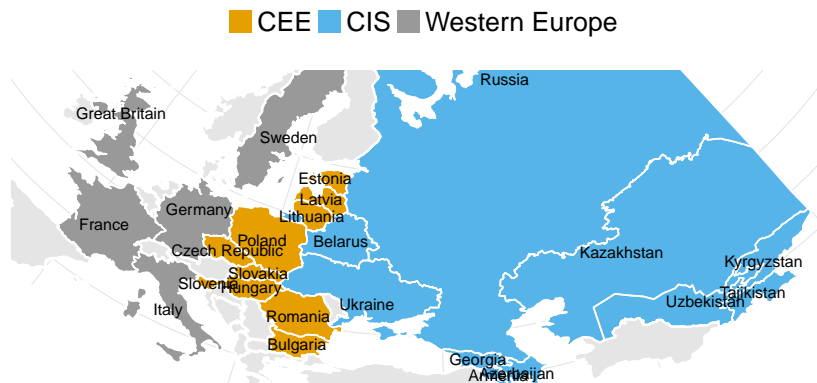 CEE CIS Western Europe
Russia
Great Britain
Sweden
Estonia
Latvia
Lithuania
Germany
France
Poland
Belarus
Czech Republic
Kazakhstan
Kyrgyzstan
Slovakia
Slovenia
Hungary
Tajikistan
Uzbekistan
Ukraine
Italy
Romania
Bulgaria
Georgia
Azerbaijan
Armenia